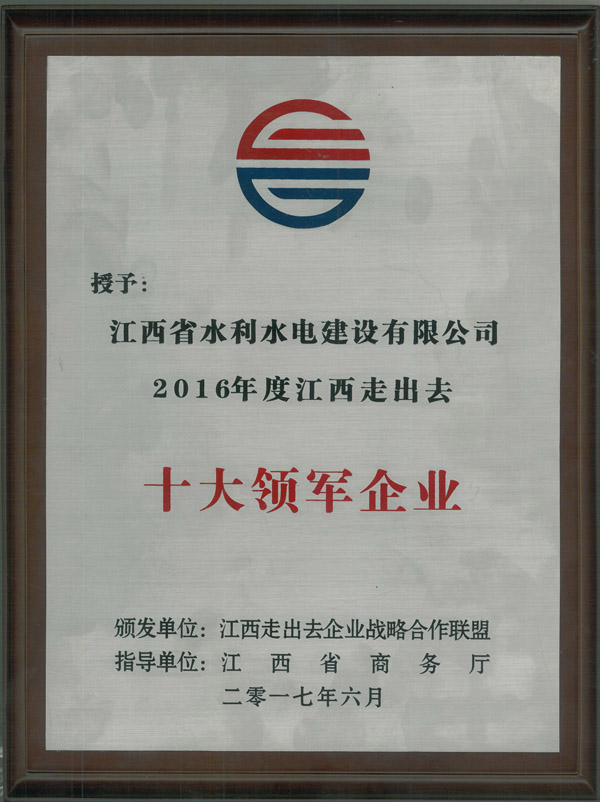 授予：
江西省水利水电建设有限公司
2016年度江西走出去
十大领军企业
颁发单位：江西走出去企业战略合作联盟
指导单位：江西省商务厅
二零一七年六月